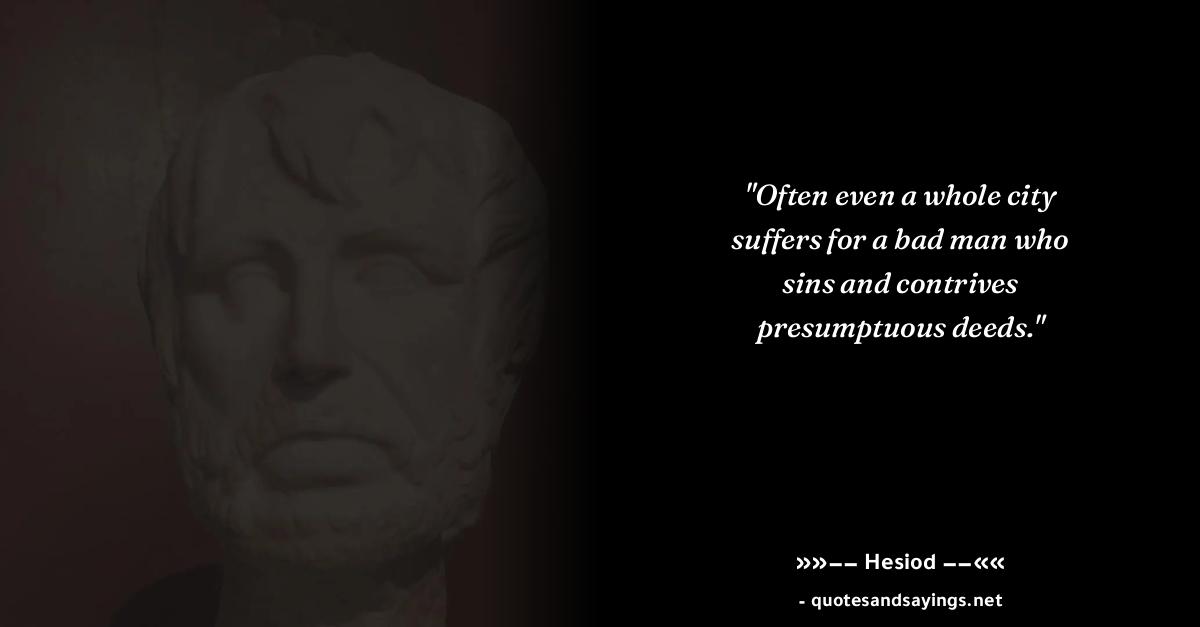 "Often even a whole city
suffers for a bad man who
sins and contrives
presumptuous deeds."
»»−− Hesiod −−««
- quotesandsayings.net